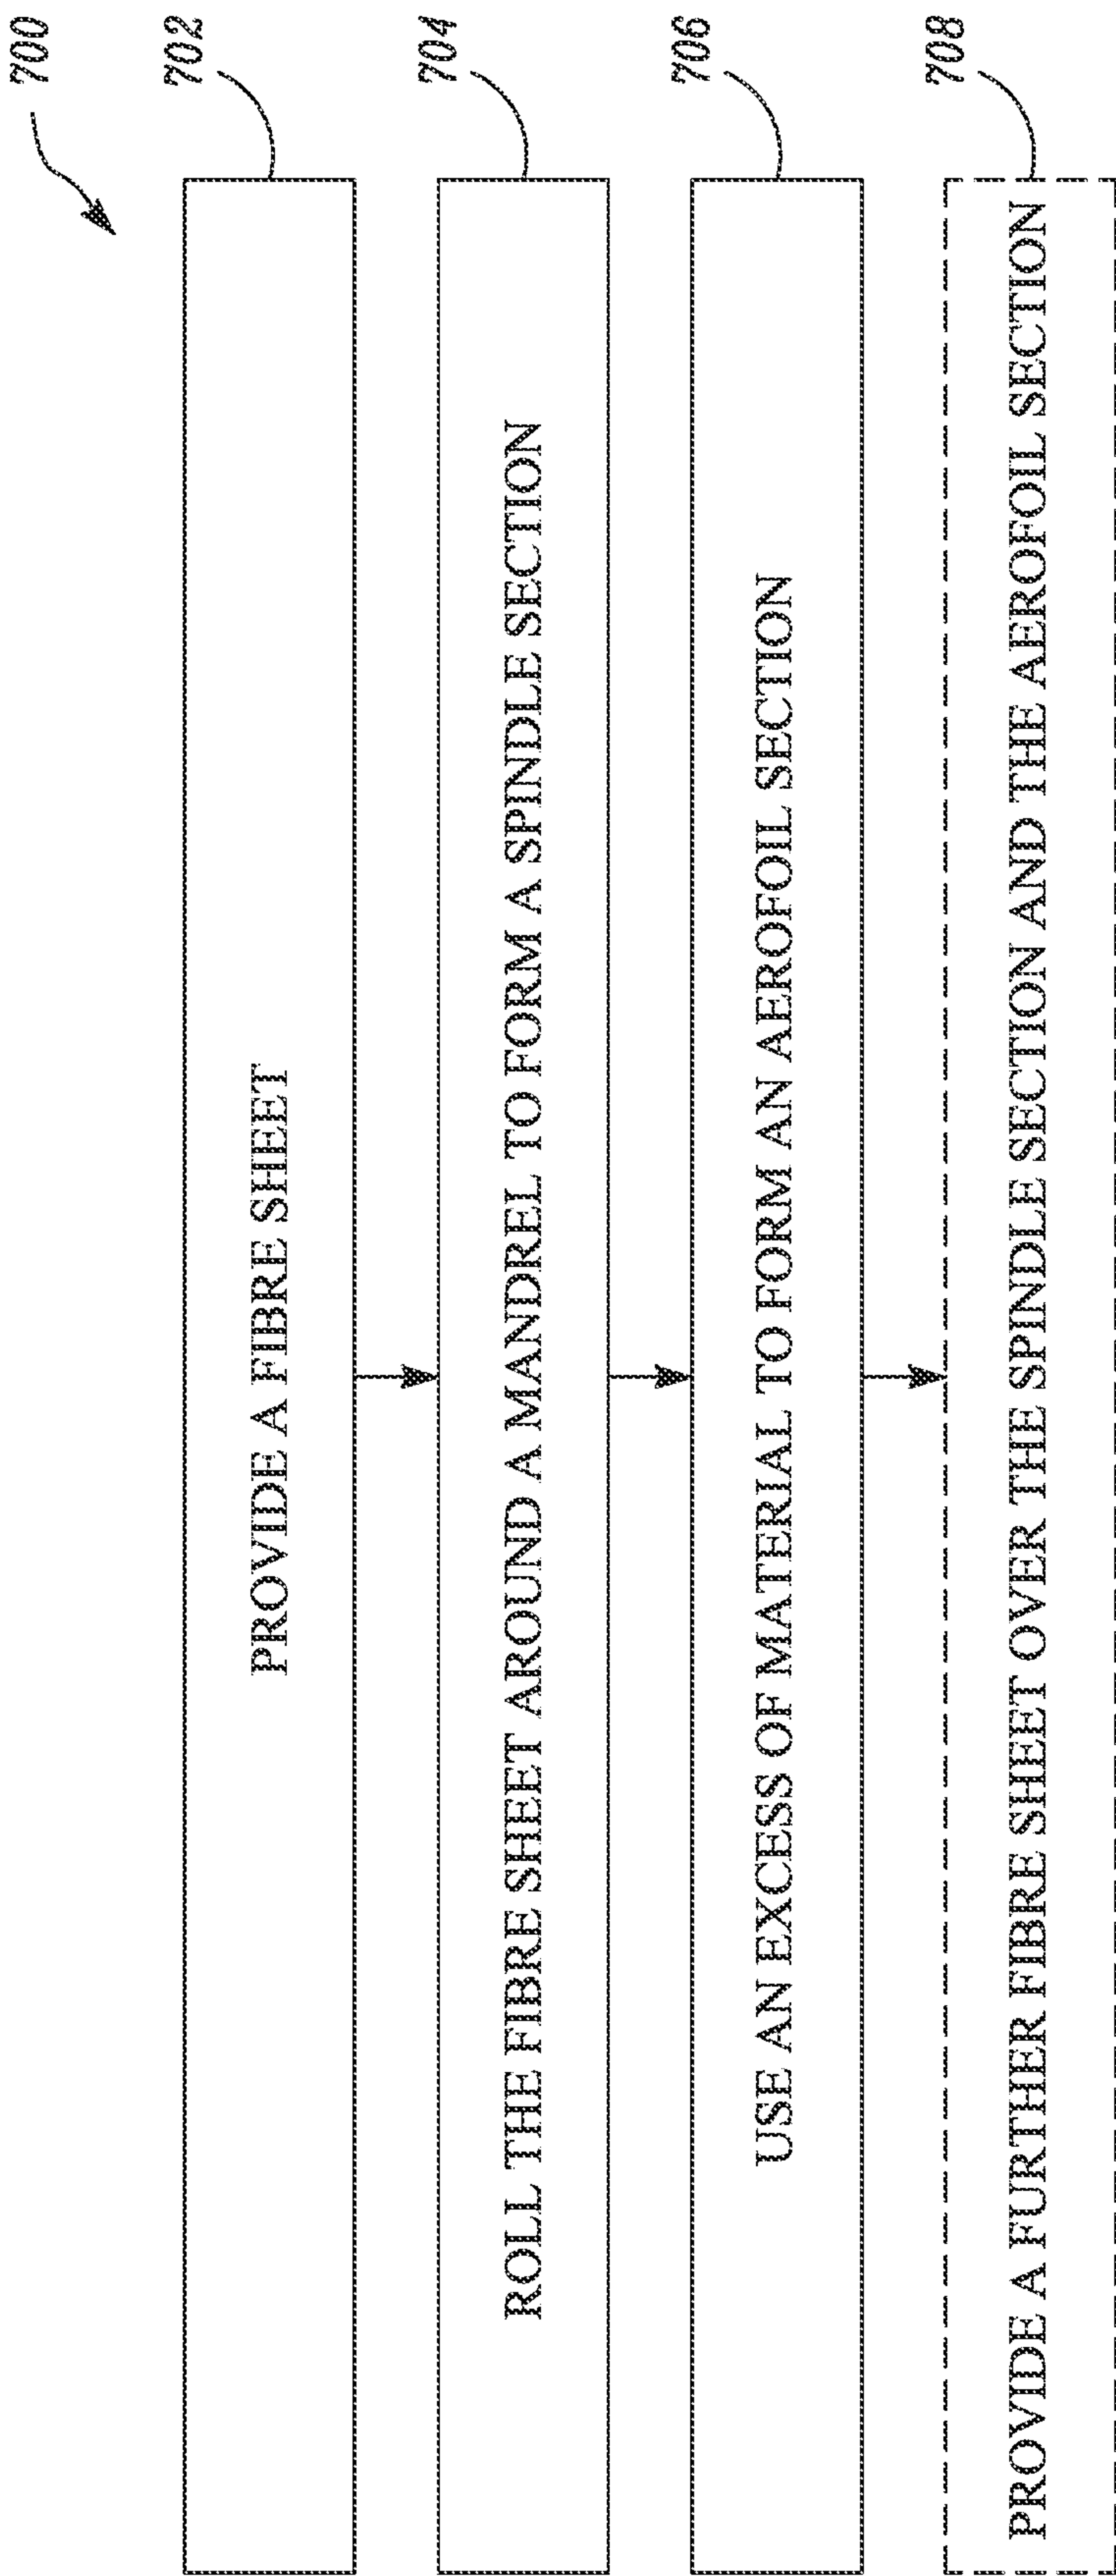 700
702
PROVIDE A FIBRE SHEET
704
ROLL THE FIBRE SHEET AROUND A MANDREL TO FORM A SPINDLE SECTION
706
USE AN EXCESS OF MATERIAL TO FORM AN AEROFOIL SECTION
708
PROVIDE A FURTHER FIBRE SHEET OVER THE SPINDLE SECTION AND THE AEROFOIL SECTION